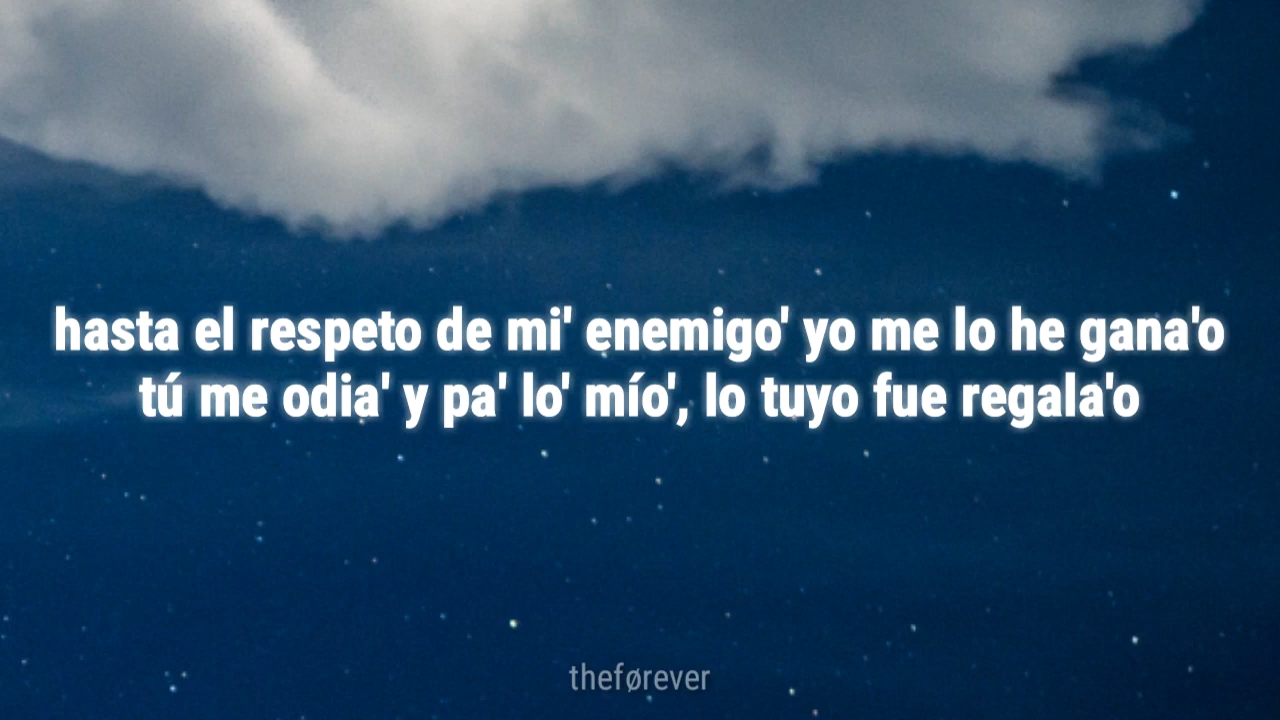 hasta el respeto de mi' enemigo' yo me lo he gana'o
tú me odia' y pa' lo' mío', lo tuyo fue regala'o
theførever